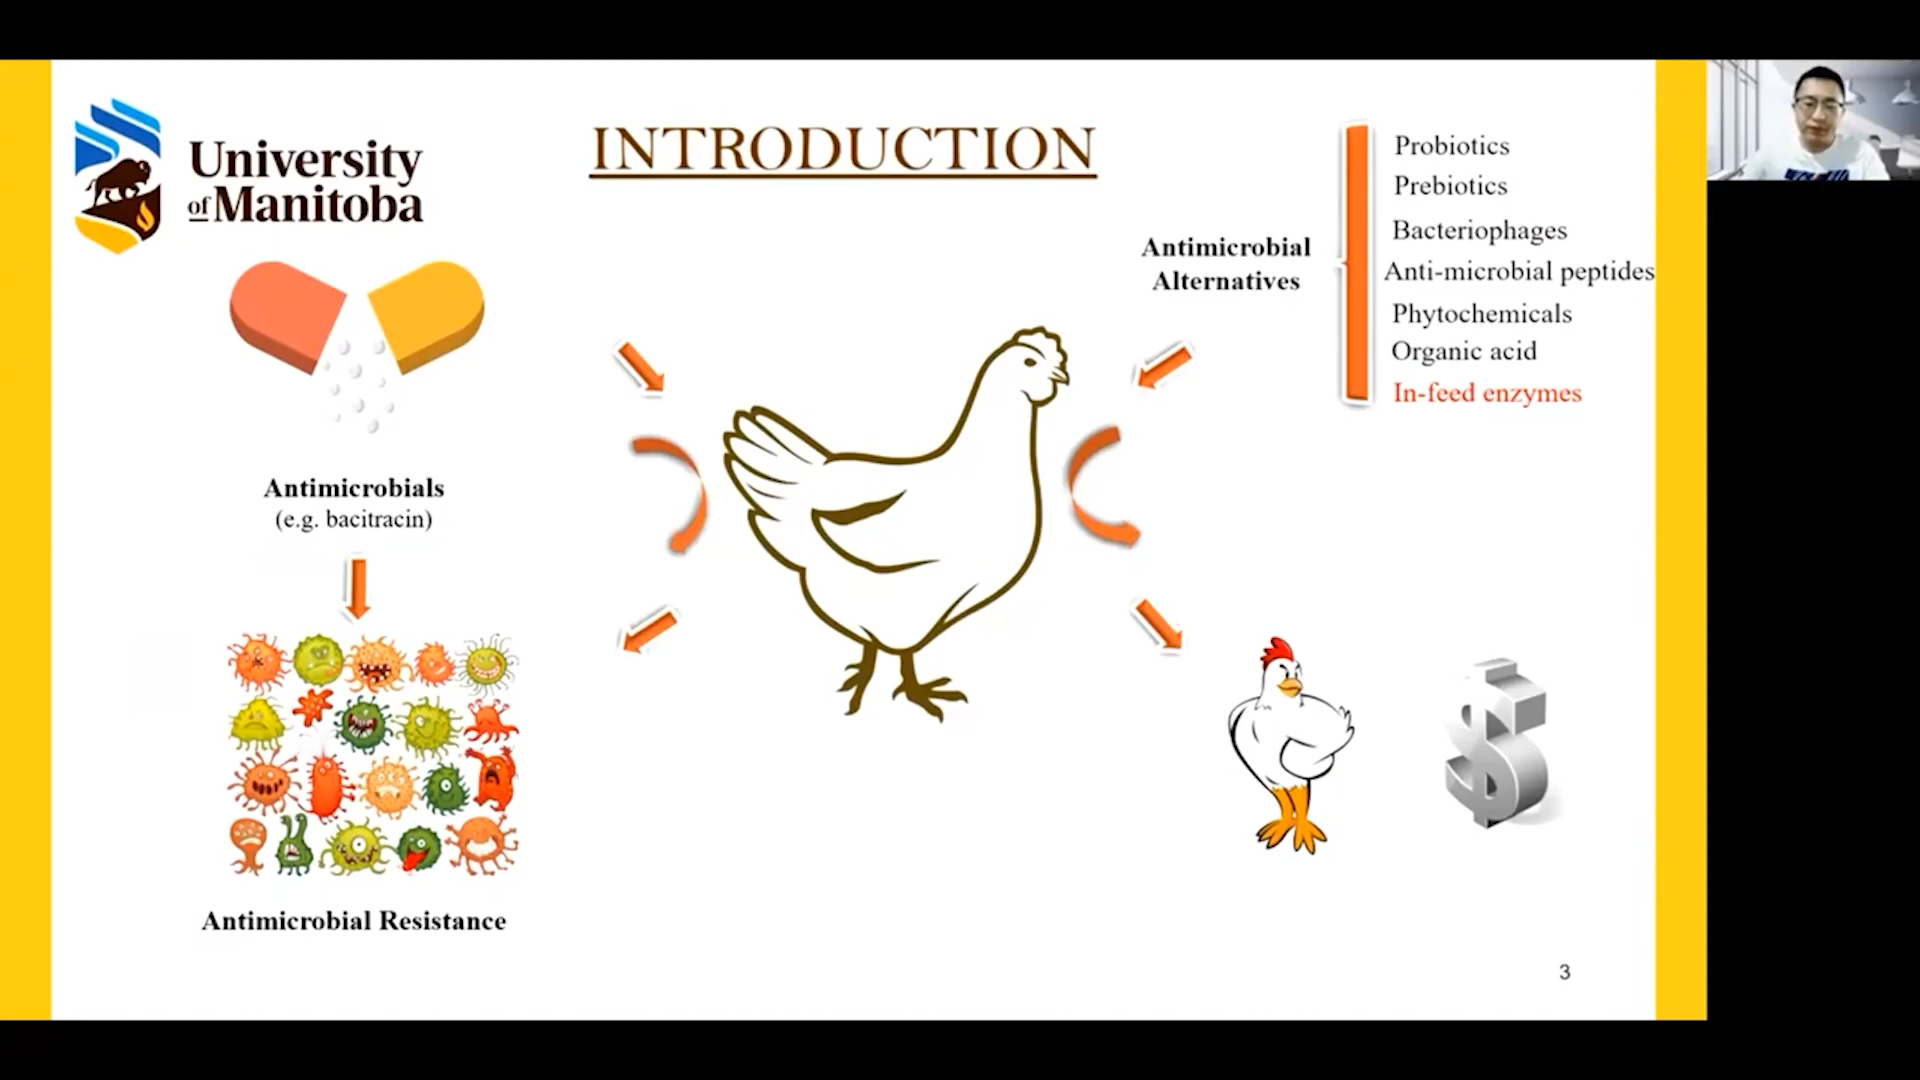 University
of Manitoba
INTRODUCTION
Antimicrobials
(e.g. bacitracin)
Antimicrobial Resistance
Antimicrobial
Alternatives
Probiotics
Prebiotics
Bacteriophages
Anti-microbial peptides
Phytochemicals
Organic acid
In-feed enzymes
3